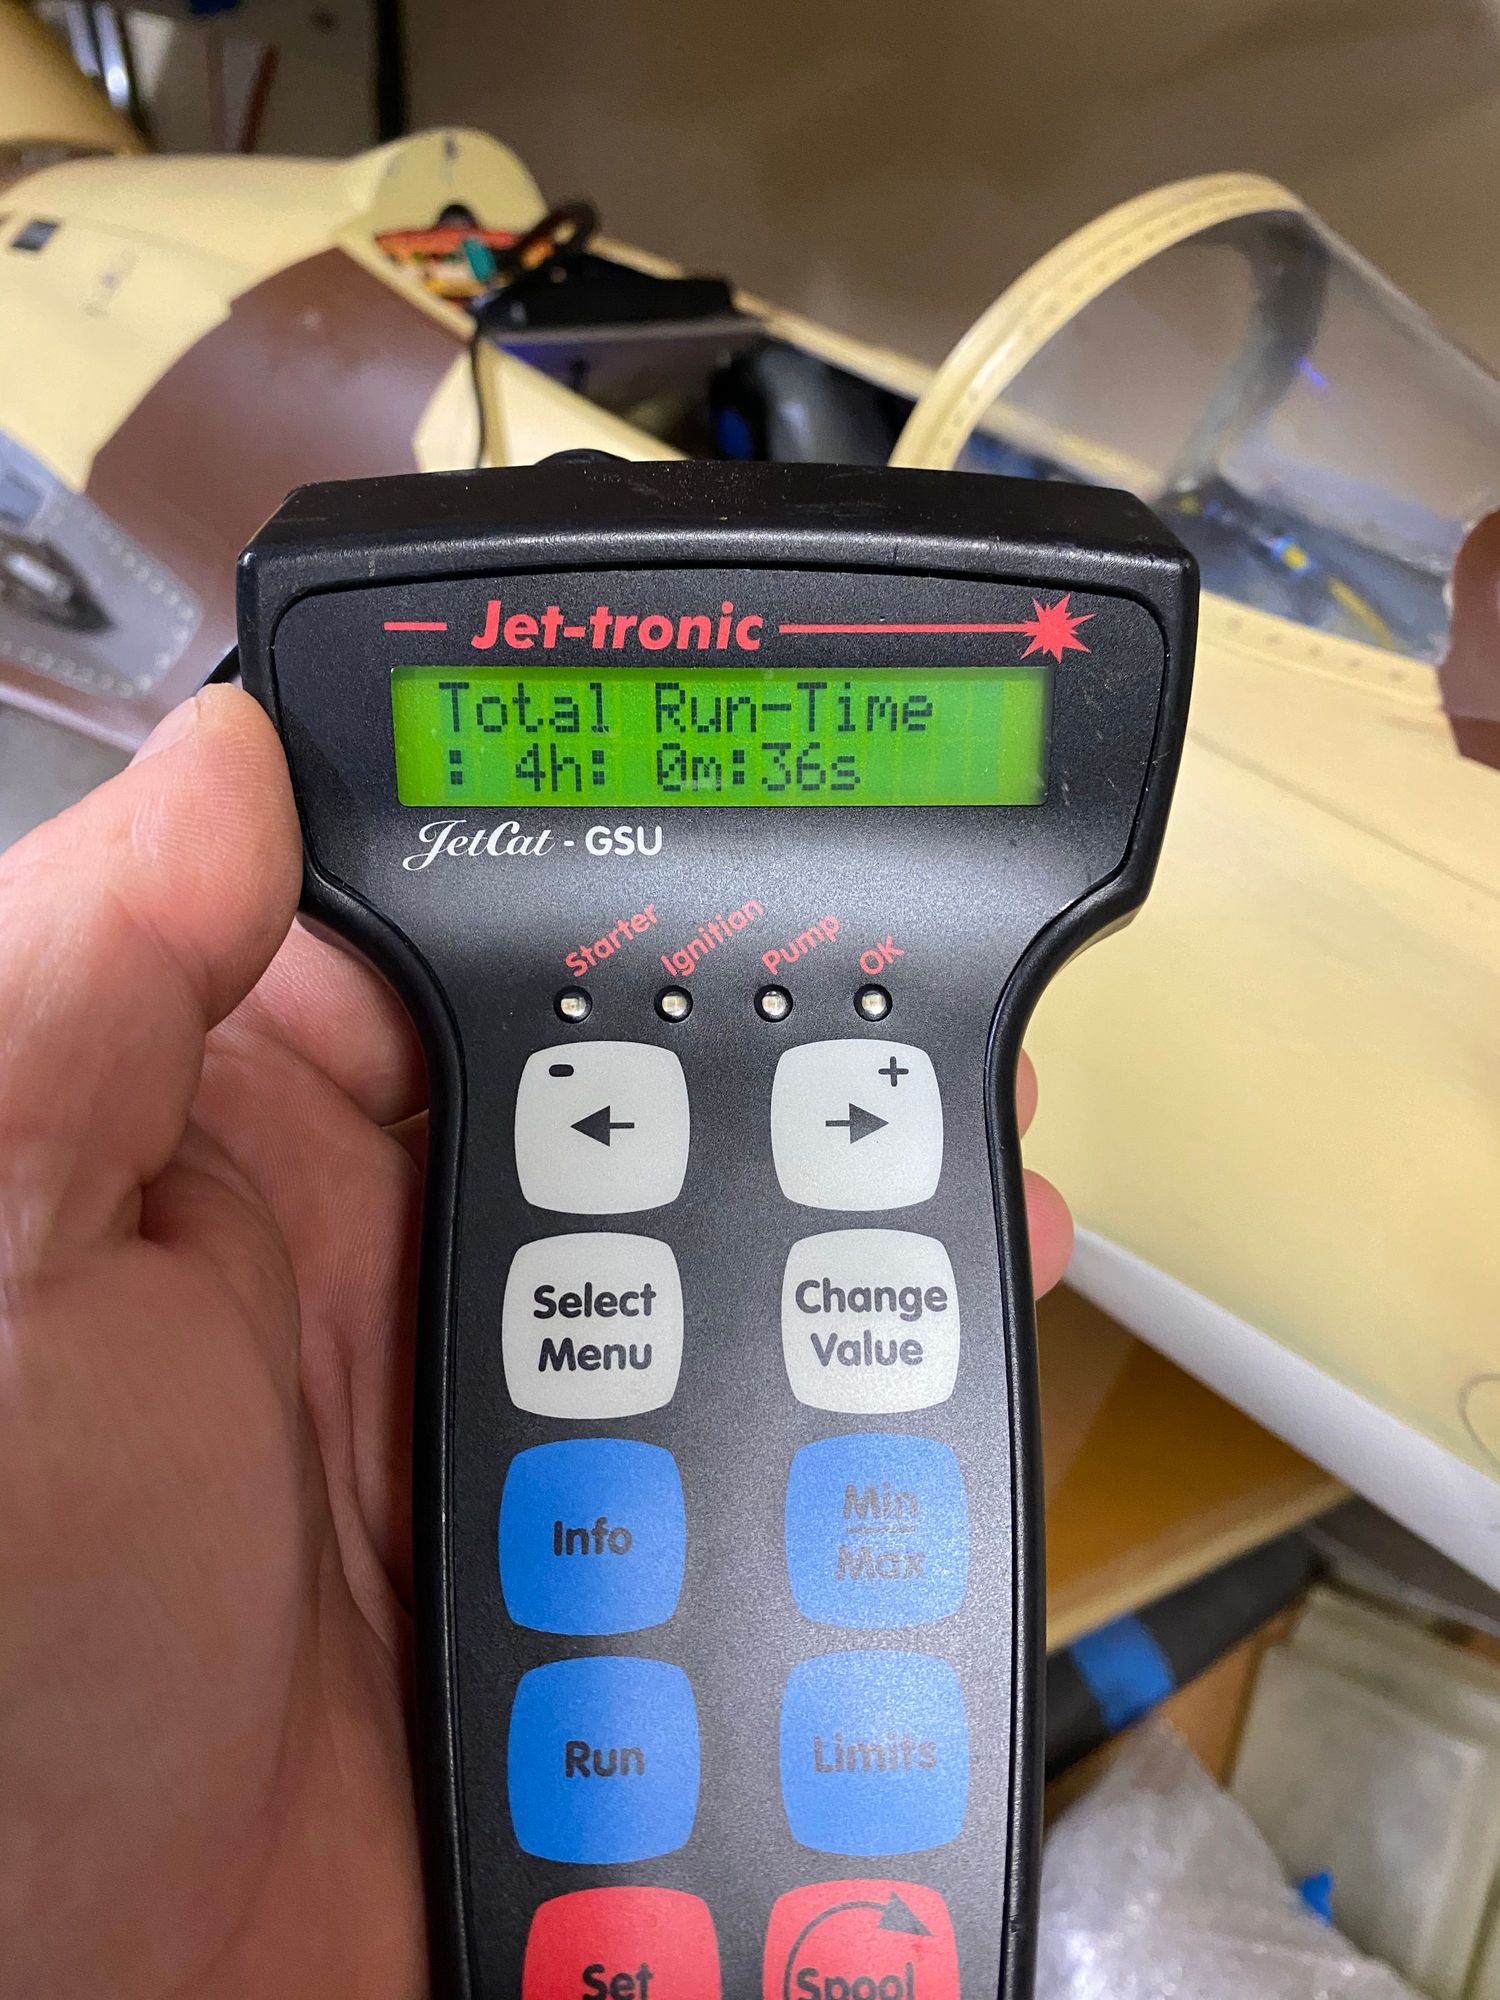 Jet-tronic
Total Run-Time
: 4h: 0m:36s
JetCat - GSU
Starter Ignitian Pump OK
- +
Select Menu
Change Value
Info
Min
Max
Run
Limits
Set
Spool